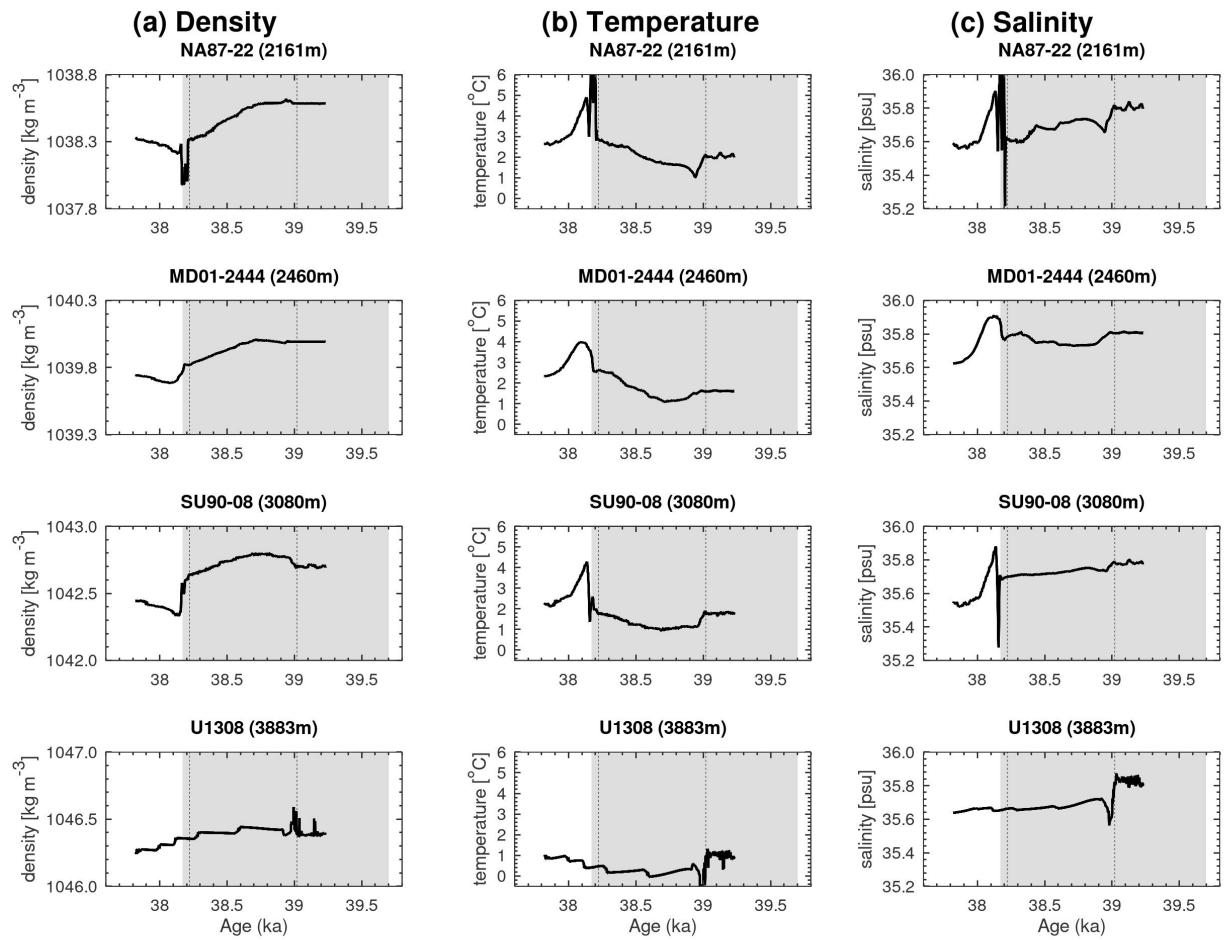 (a) Density
(b) Temperature
(c) Salinity
NA87-22 (2161m)
NA87-22 (2161m)
NA87-22 (2161m)
density [kg m⁻³]
1038.8
1038.3
1037.8
38 38.5 39 39.5
temperature [°C]
6
5
4
3
2
1
0
38 38.5 39 39.5
salinity [psu]
36.0
35.8
35.6
35.4
35.2
38 38.5 39 39.5
MD01-2444 (2460m)
MD01-2444 (2460m)
MD01-2444 (2460m)
density [kg m⁻³]
1040.3
1039.8
1039.3
38 38.5 39 39.5
temperature [°C]
6
5
4
3
2
1
0
38 38.5 39 39.5
salinity [psu]
36.0
35.8
35.6
35.4
35.2
38 38.5 39 39.5
SU90-08 (3080m)
SU90-08 (3080m)
SU90-08 (3080m)
density [kg m⁻³]
1043.0
1042.5
1042.0
38 38.5 39 39.5
temperature [°C]
6
5
4
3
2
1
0
38 38.5 39 39.5
salinity [psu]
36.0
35.8
35.6
35.4
35.2
38 38.5 39 39.5
U1308 (3883m)
U1308 (3883m)
U1308 (3883m)
density [kg m⁻³]
1047.0
1046.5
1046.0
38 38.5 39 39.5
Age (ka)
temperature [°C]
6
5
4
3
2
1
0
38 38.5 39 39.5
Age (ka)
salinity [psu]
36.0
35.8
35.6
35.4
35.2
38 38.5 39 39.5
Age (ka)